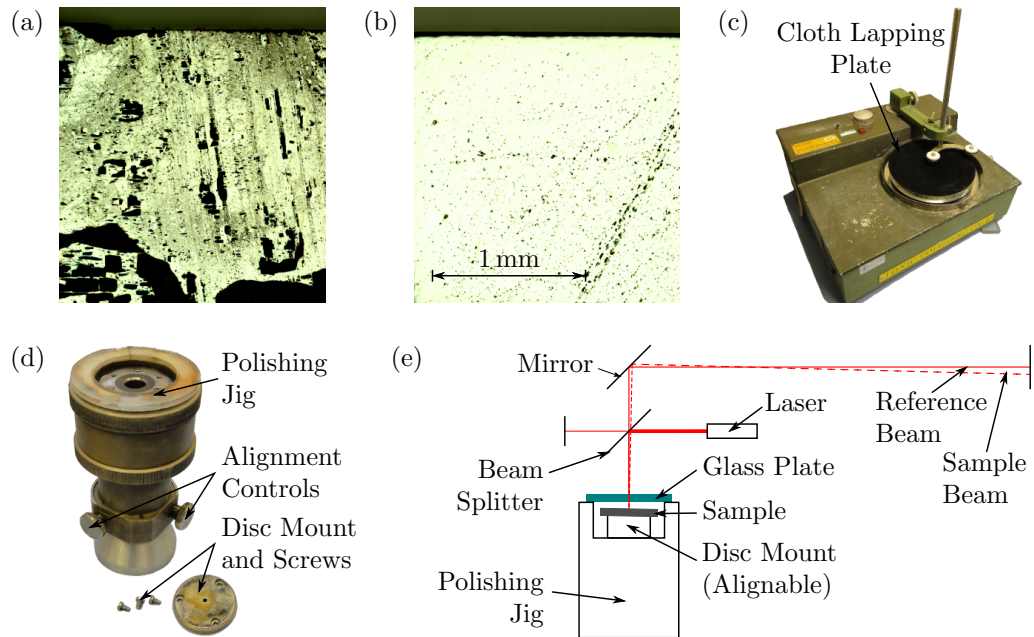 (a)
(b)
1 mm
(c)
Cloth Lapping
Plate
(d)
Polishing
Jig
Alignment
Controls
Disc Mount
and Screws
(e)
Mirror
Laser
Reference
Beam
Sample
Beam
Beam
Splitter
Glass Plate
Sample
Disc Mount
(Alignable)
Polishing
Jig